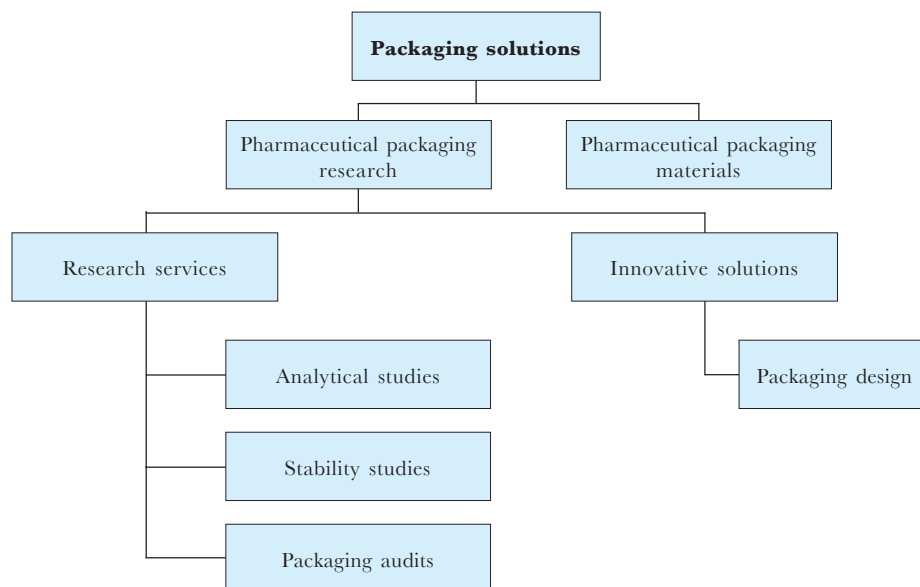 Packaging solutions
Pharmaceutical packaging
research
Pharmaceutical packaging
materials
Research services
Innovative solutions
Analytical studies
Packaging design
Stability studies
Packaging audits